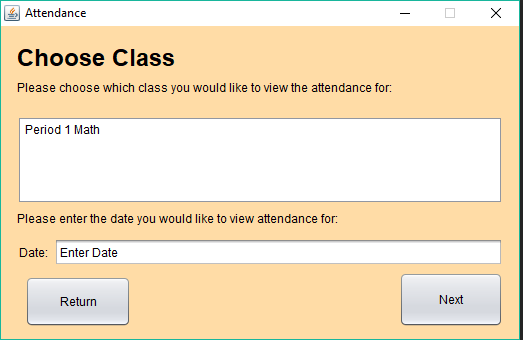 Attendance
Choose Class
Please choose which class you would like to view the attendance for:
Period 1 Math
Please enter the date you would like to view attendance for:
Date: Enter Date
Return
Next